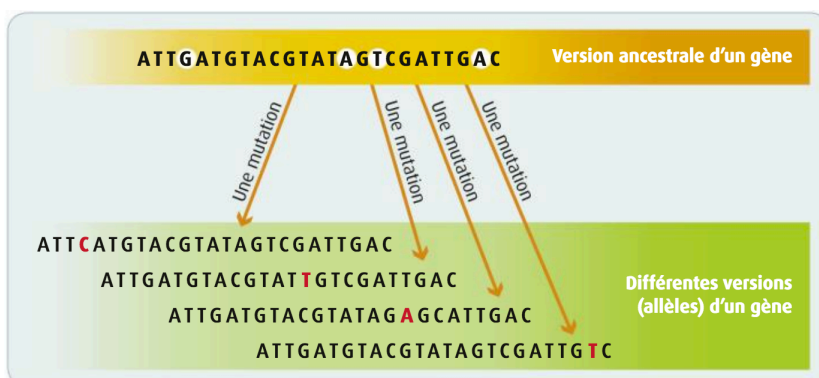 ATTGATGTACGTATAGTCGATTGAC
Version ancestrale d'un gène
Une mutation
Une mutation
Une mutation
Une mutation
ATTCATGTACGTATAGTCGATTGAC
ATTGATGTACGTATTGTCGATTGAC
ATTGATGTACGTATAGAGCATTGAC
ATTGATGTACGTATAGTCGATTGTC
Différentes versions
(allèles) d'un gène